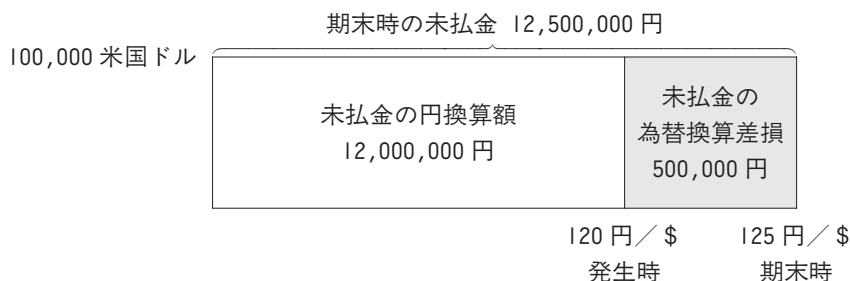 期末時の未払金 12,500,000 円
100,000 米国ドル
未払金の円換算額
12,000,000 円
未払金の
為替換算差損
500,000 円
120 円／＄
発生時
125 円／＄
期末時